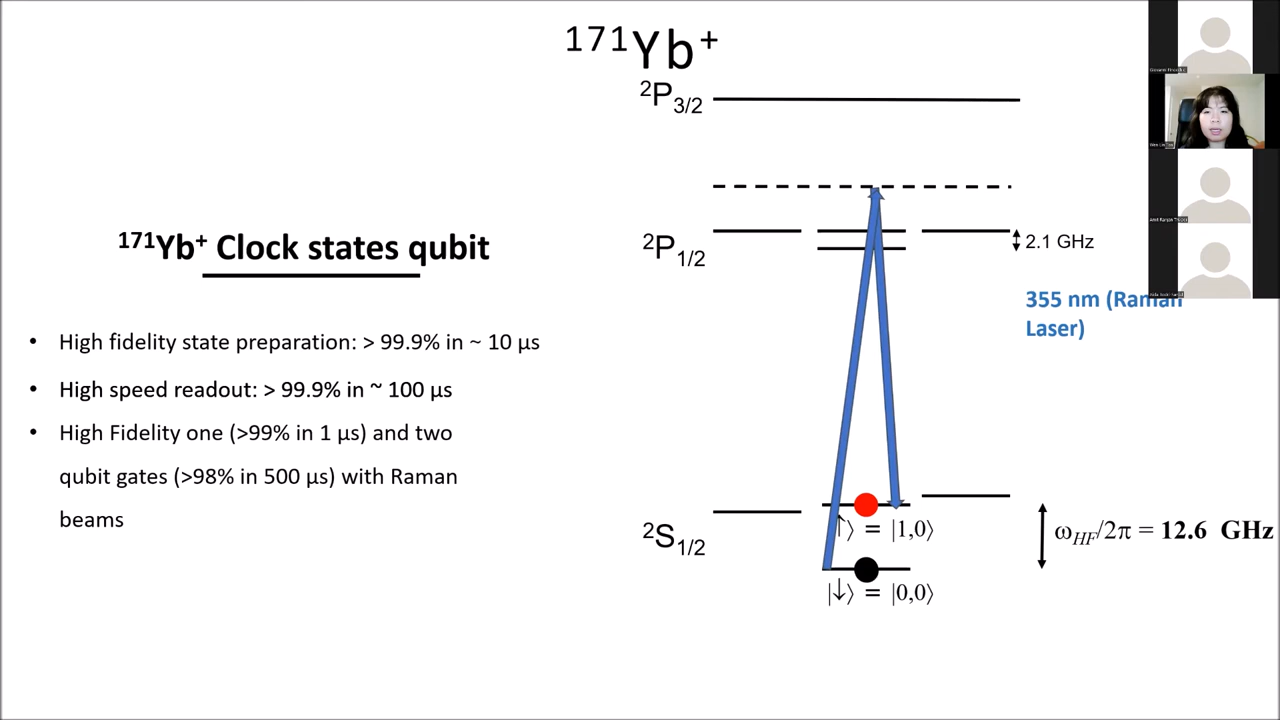 ¹⁷¹Yb⁺
²P₃/₂
²P₁/₂
2.1 GHz
355 nm (Raman
Laser)
¹⁷¹Yb⁺ Clock states qubit
• High fidelity state preparation: > 99.9% in ~ 10 µs
• High speed readout: > 99.9% in ~ 100 µs
• High Fidelity one (>99% in 1 µs) and two
qubit gates (>98% in 500 µs) with Raman
beams
²S₁/₂
|↑⟩ = |1,0⟩
ω_HF/2π = 12.6 GHz
|↓⟩ = |0,0⟩